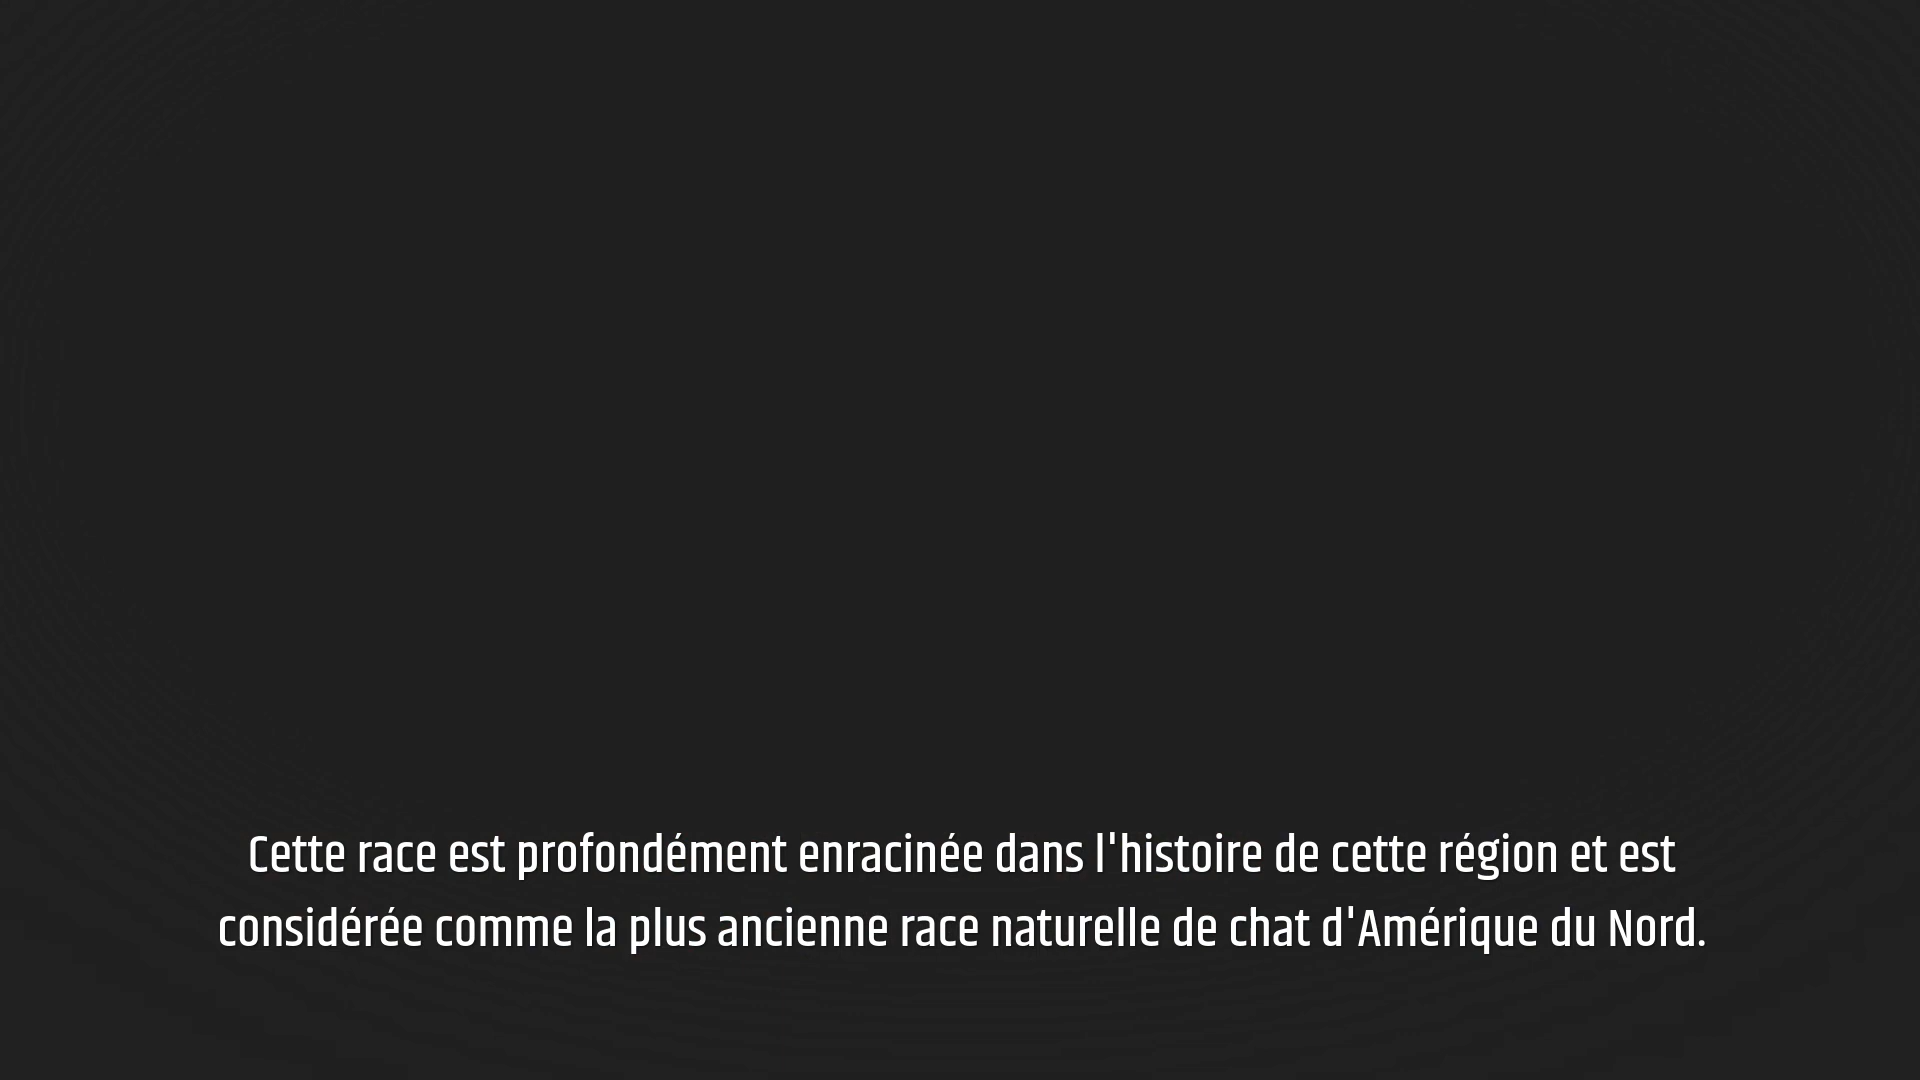 Cette race est profondément enracinée dans l'histoire de cette région et est
considérée comme la plus ancienne race naturelle de chat d'Amérique du Nord.